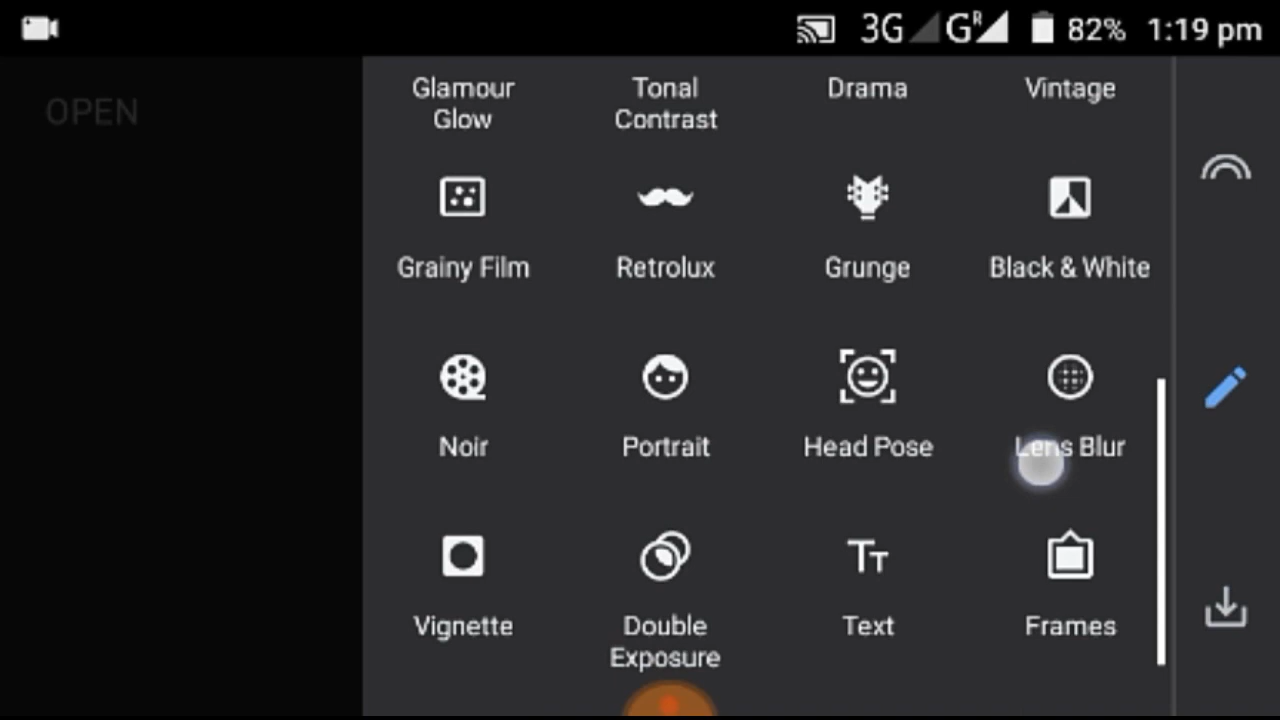 3G G R 82% 1:19 pm
OPEN
Glamour Glow
Tonal Contrast
Drama
Vintage
Grainy Film
Retrolux
Grunge
Black & White
Noir
Portrait
Head Pose
Lens Blur
Vignette
Double Exposure
Text
Frames